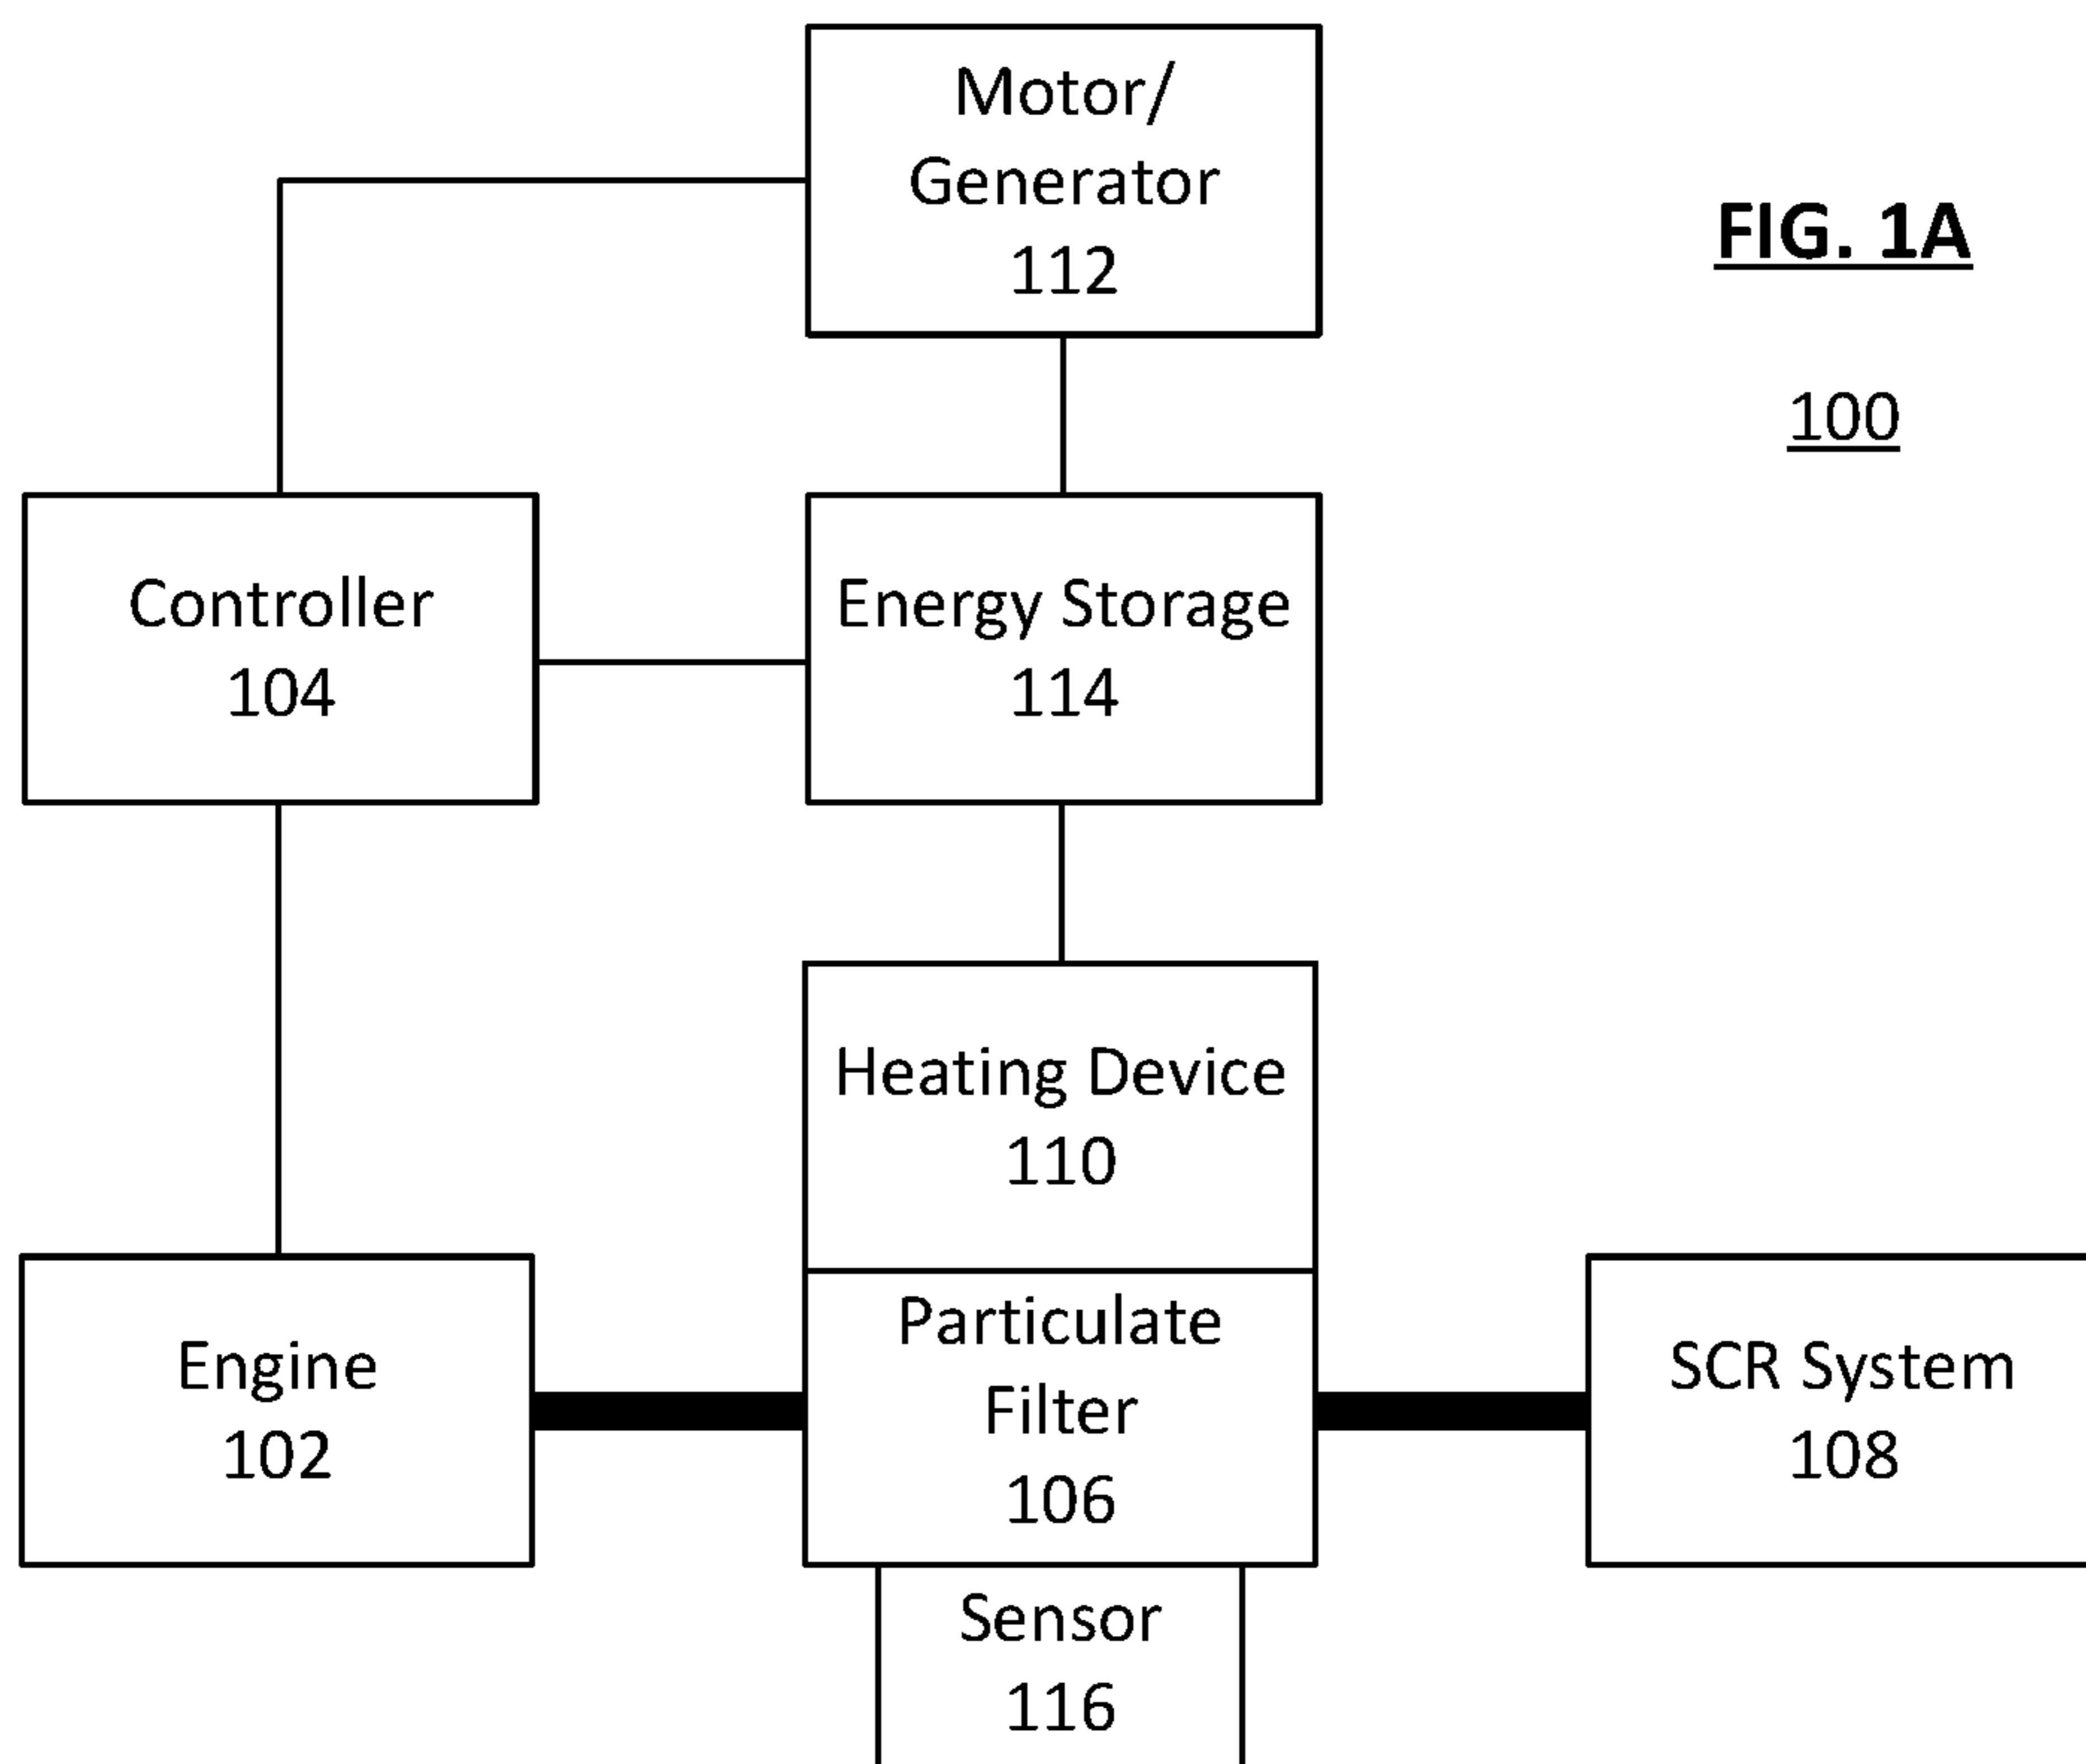 Motor/
Generator
112
FIG. 1A
100
Controller
104
Energy Storage
114
Heating Device
110
Engine
102
Particulate
Filter
106
SCR System
108
Sensor
116